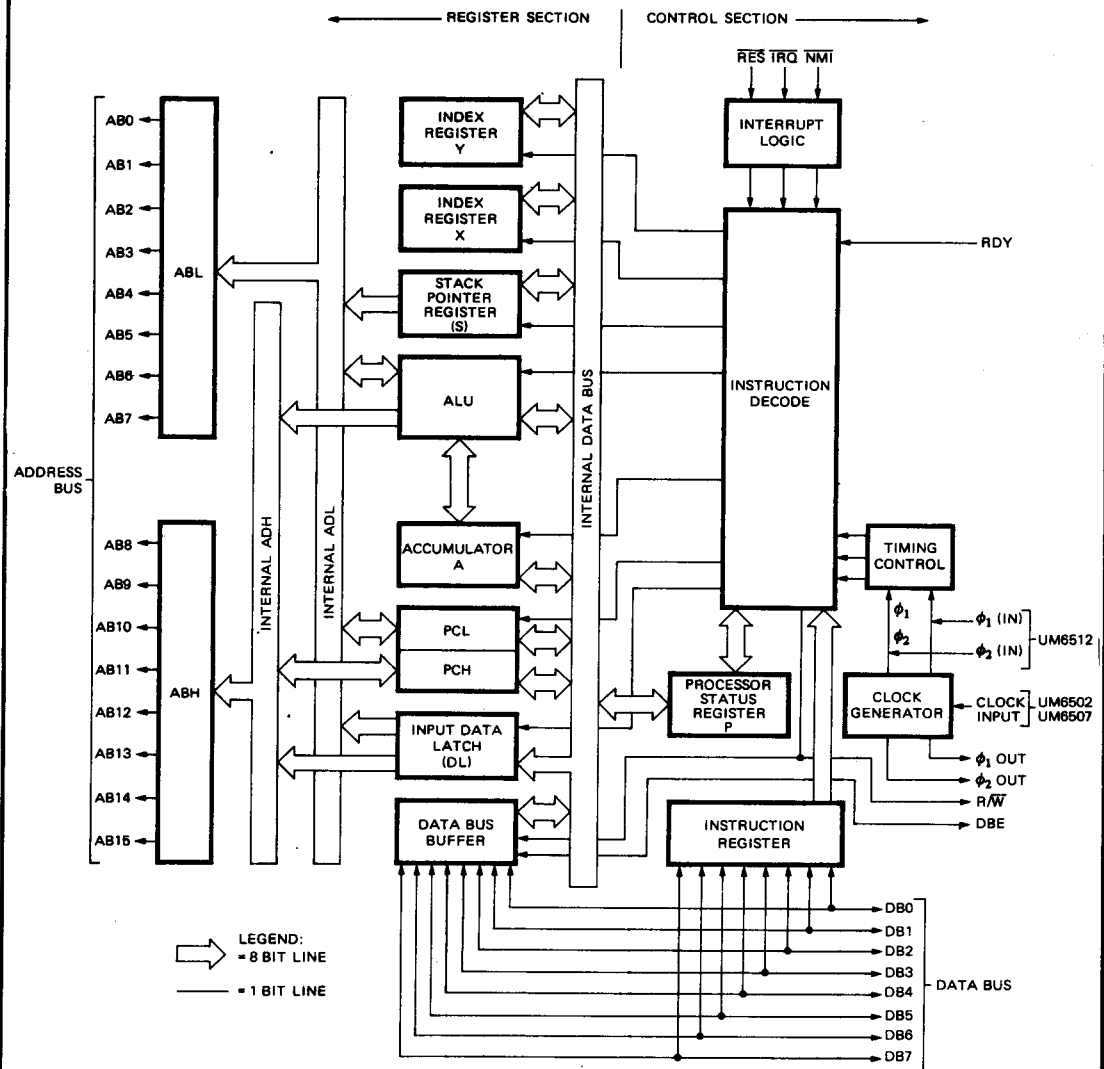 REGISTER SECTION
CONTROL SECTION
RES IRQ NMI
INTERRUPT
LOGIC
INDEX
REGISTER
Y
INDEX
REGISTER
X
STACK
POINTER
REGISTER
(S)
ALU
ACCUMULATOR
A
PCL
PCH
INPUT DATA
LATCH
(DL)
DATA BUS
BUFFER
ADDRESS
BUS
AB0
AB1
AB2
AB3
AB4
AB5
AB6
AB7
AB8
AB9
AB10
AB11
AB12
AB13
AB14
AB15
ABL
ABH
INTERNAL ADH
INTERNAL ADL
INTERNAL DATA BUS
INSTRUCTION
DECODE
RDY
TIMING
CONTROL
ϕ1
ϕ2
ϕ1 (IN)
ϕ2 (IN)
UM6512
CLOCK
GENERATOR
CLOCK
INPUT
UM6502
UM6507
ϕ1 OUT
ϕ2 OUT
R/W̅
DBE
PROCESSOR
STATUS
REGISTER
P
INSTRUCTION
REGISTER
DB0
DB1
DB2
DB3
DB4
DB5
DB6
DB7
DATA BUS
LEGEND:
= 8 BIT LINE
= 1 BIT LINE